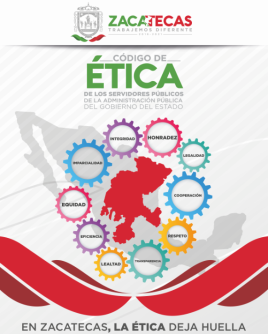 ZACATECAS
TRABAJEMOS DIFERENTE
CÓDIGO DE
ÉTICA
DE LOS SERVIDORES PÚBLICOS
DE LA ADMINISTRACIÓN PÚBLICA
DEL GOBIERNO DEL ESTADO
INTEGRIDAD
HONRADEZ
IMPARCIALIDAD
LEGALIDAD
EQUIDAD
COOPERACIÓN
EFICIENCIA
RESPETO
LEALTAD
TRANSPARENCIA
EN ZACATECAS, LA ÉTICA DEJA HUELLA